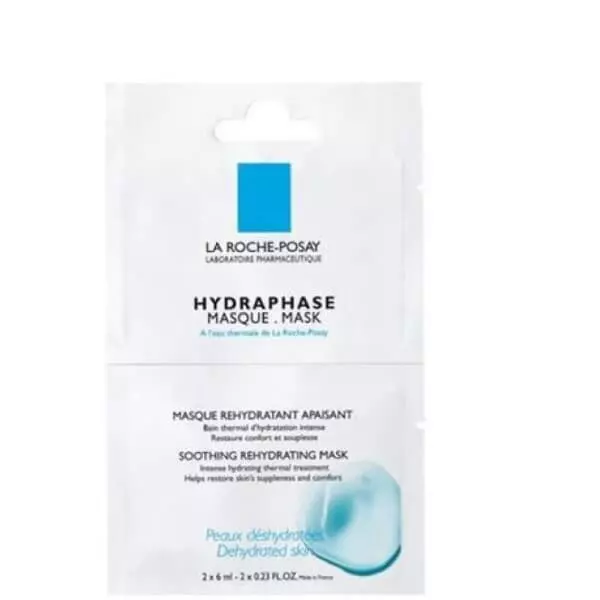 LA ROCHE-POSAY
LABORATOIRE PHARMACEUTIQUE
HYDRAPHASE
MASQUE . MASK
A l'eau thermale de La Roche-Posay
MASQUE REHYDRATANT APAISANT
Bain thermal d'hydratation intense
Restaure confort et souplesse
SOOTHING REHYDRATING MASK
Intense hydrating thermal treatment
Helps restore skin's suppleness and comfort
Peaux déshydratées
Dehydrated skin
2 x 6 ml - 2 x 0.23 FL.OZ. Made in France